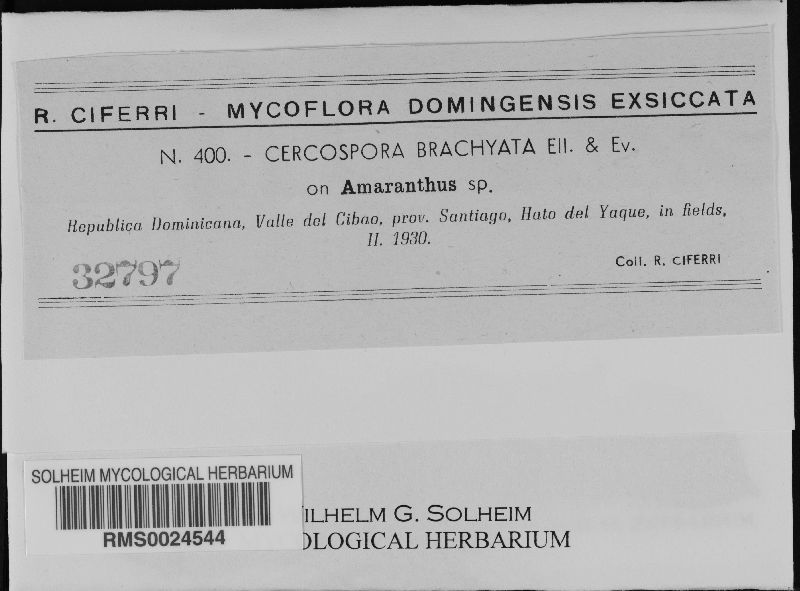 R. CIFERRI - MYCOFLORA DOMINGENSIS EXSICCATA
N. 400. - CERCOSPORA BRACHYATA Ell. & Ev.
on Amaranthus sp.
Republica Dominicana, Valle del Cibao, prov. Santiago, Hato del Yaque, in fields,
II. 1930.
32797
Coll. R. CIFERRI
SOLHEIM MYCOLOGICAL HERBARIUM
RMS0024544
ILHELM G. SOLHEIM
OLOGICAL HERBARIUM